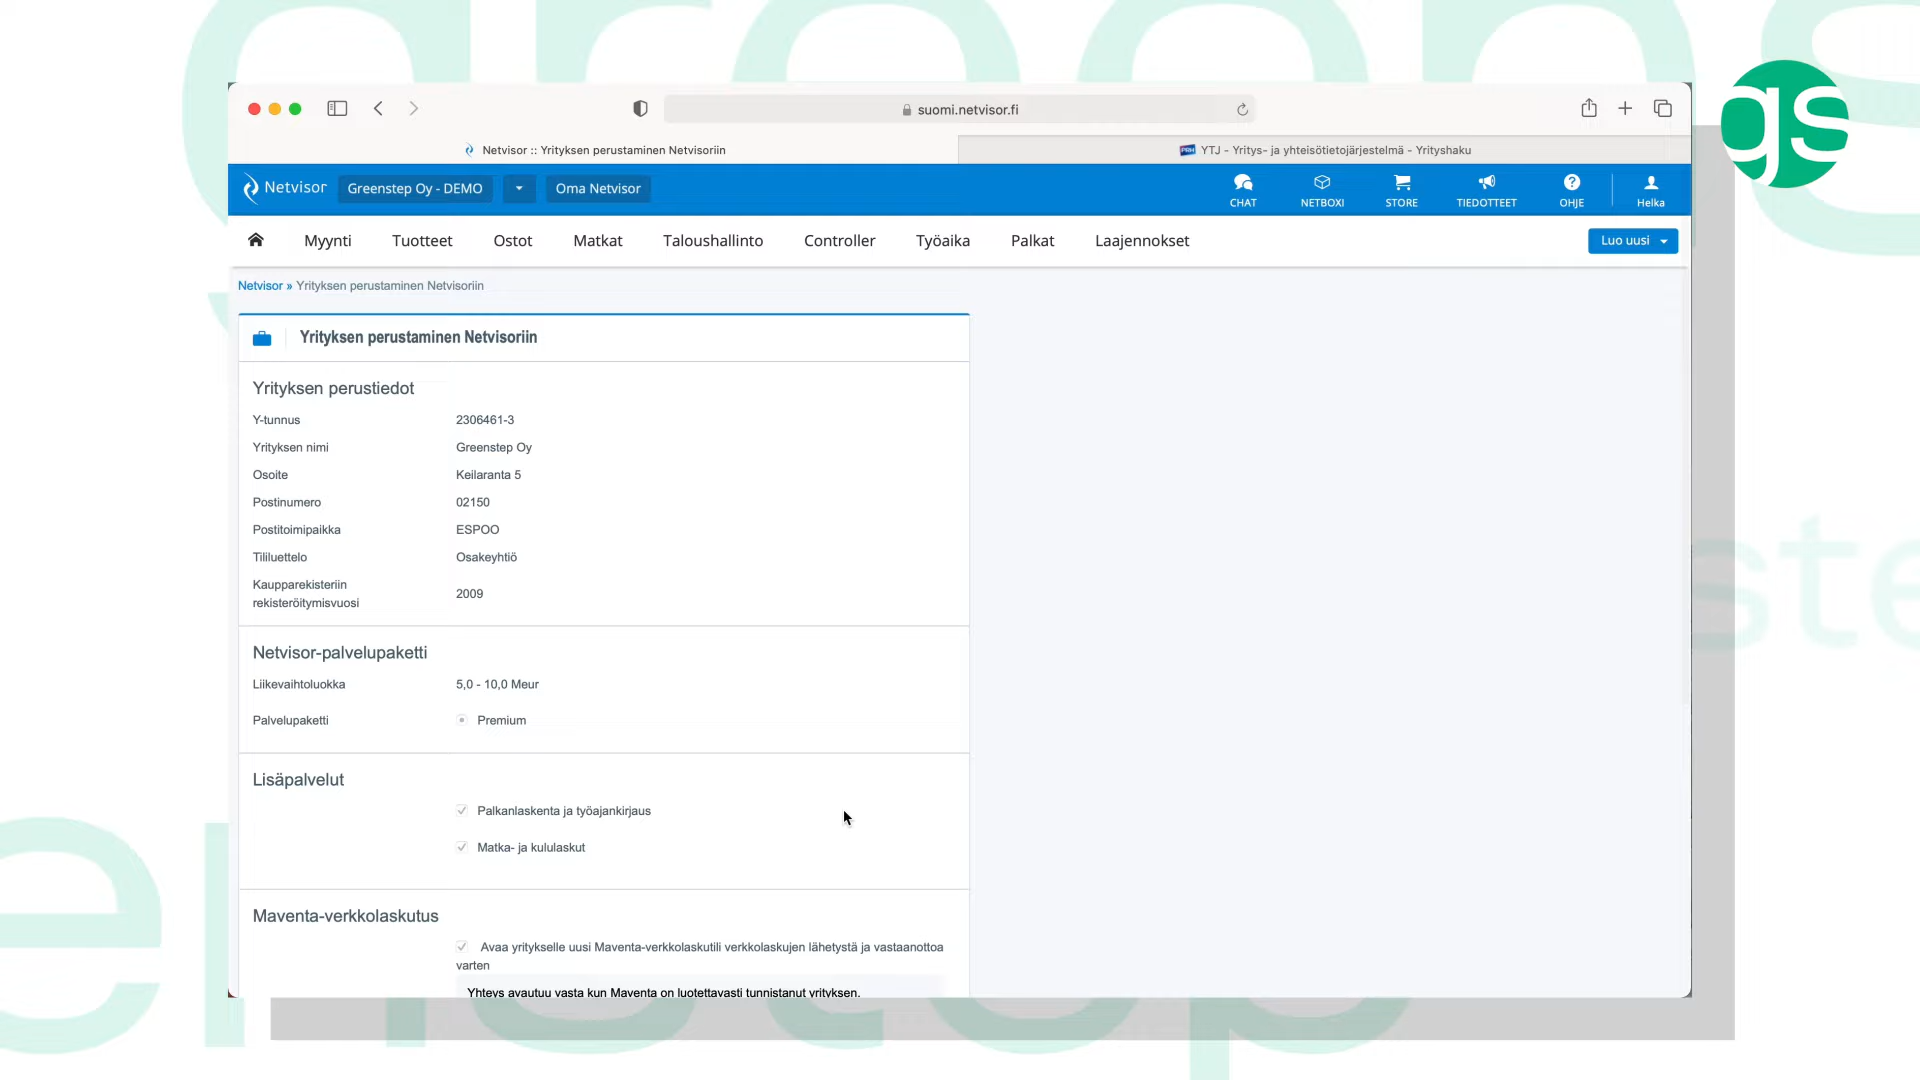 greens
gs
suomi.netvisor.fi
Netvisor :: Yrityksen perustaminen Netvisoriin
YTJ - Yritys- ja yhteisötietojärjestelmä - Yrityshaku
Netvisor
Greenstep Oy - DEMO
Oma Netvisor
CHAT
NETBOXI
STORE
TIEDOTTEET
OHJE
Helka
Myynti
Tuotteet
Ostot
Matkat
Taloushallinto
Controller
Työaika
Palkat
Laajennokset
Luo uusi
Netvisor » Yrityksen perustaminen Netvisoriin
Yrityksen perustaminen Netvisoriin
Yrityksen perustiedot
Y-tunnus 2306461-3
Yrityksen nimi Greenstep Oy
Osoite Keilaranta 5
Postinumero 02150
Postitoimipaikka ESPOO
Tililuettelo Osakeyhtiö
Kaupparekisteriin
rekisteröitymisvuosi 2009
Netvisor-palvelupaketti
Liikevaihtoluokka 5,0 - 10,0 Meur
Palvelupaketti Premium
Lisäpalvelut
Palkanlaskenta ja työajankirjaus
Matka- ja kululaskut
Maventa-verkkolaskutus
Avaa yritykselle uusi Maventa-verkkolaskutili verkkolaskujen lähetystä ja vastaanottoa
varten
Yhteys avautuu vasta kun Maventa on luotettavasti tunnistanut yrityksen.
ste
enstep